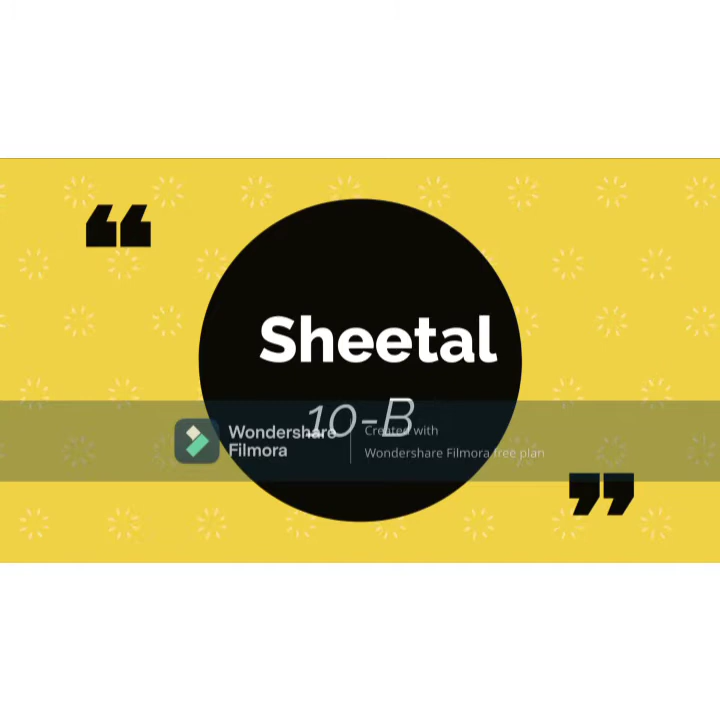 “
Sheetal
10-B
Wondershare
Filmora
Created with
Wondershare Filmora free plan
”